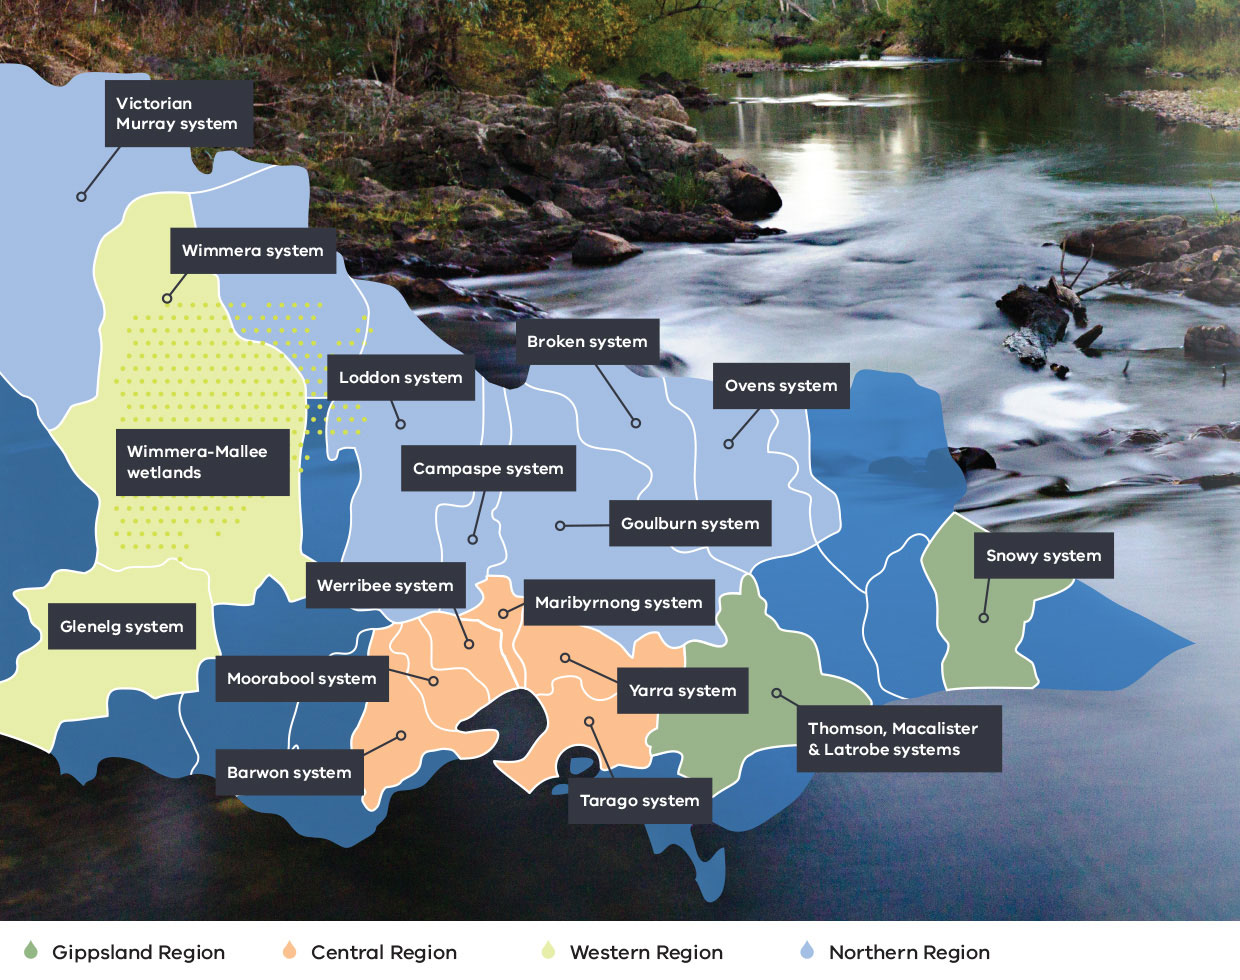 Victorian
Murray system
Wimmera system
Broken system
Loddon system
Ovens system
Wimmera-Mallee
wetlands
Campaspe system
Goulburn system
Snowy system
Werribee system
Maribyrnong system
Glenelg system
Moorabool system
Yarra system
Thomson, Macalister
& Latrobe systems
Barwon system
Tarago system
Gippsland Region
Central Region
Western Region
Northern Region